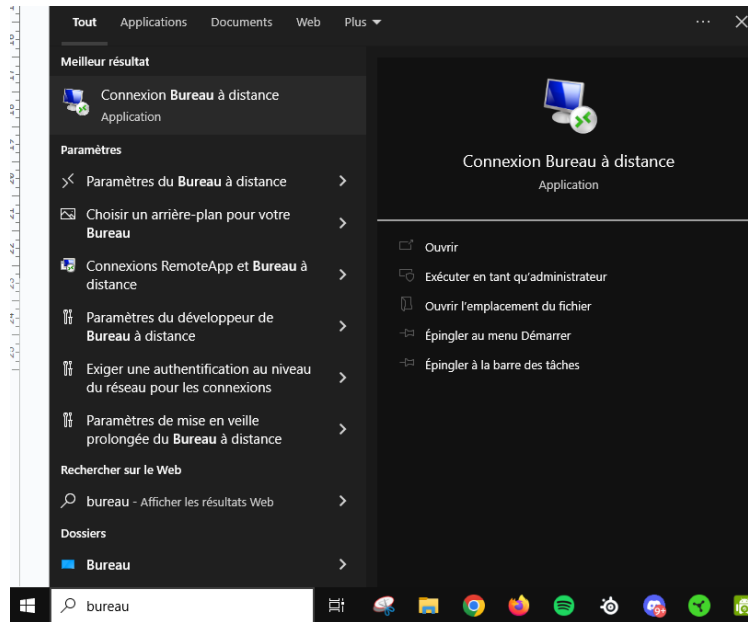 Tout Applications Documents Web Plus
Meilleur résultat
Connexion Bureau à distance
Application
Paramètres
Paramètres du Bureau à distance
Choisir un arrière-plan pour votre
Bureau
Connexions RemoteApp et Bureau à
distance
Paramètres du développeur de
Bureau à distance
Exiger une authentification au niveau
du réseau pour les connexions
Paramètres de mise en veille
prolongée du Bureau à distance
Rechercher sur le Web
bureau - Afficher les résultats Web
Dossiers
Bureau
Connexion Bureau à distance
Application
Ouvrir
Exécuter en tant qu'administrateur
Ouvrir l'emplacement du fichier
Épingler au menu Démarrer
Épingler à la barre des tâches
bureau